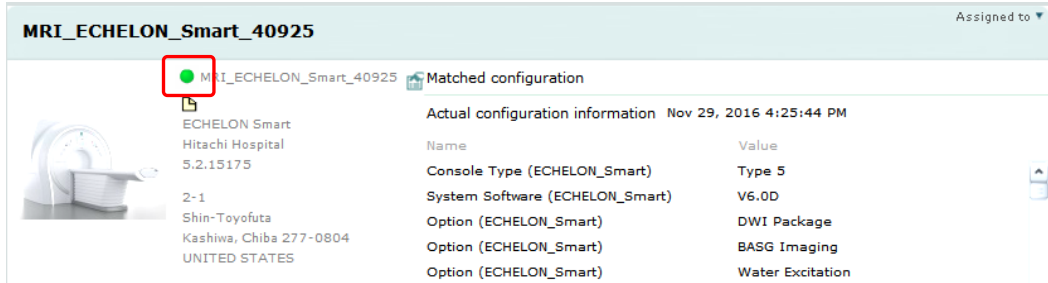 Assigned to ▼
MRI_ECHELON_Smart_40925
MRI_ECHELON_Smart_40925
ECHELON Smart
Hitachi Hospital
5.2.15175
2-1
Shin-Toyofuta
Kashiwa, Chiba 277-0804
UNITED STATES
Matched configuration
Actual configuration information Nov 29, 2016 4:25:44 PM
Name Value
Console Type (ECHELON_Smart) Type 5
System Software (ECHELON_Smart) V6.0D
Option (ECHELON_Smart) DWI Package
Option (ECHELON_Smart) BASG Imaging
Option (ECHELON_Smart) Water Excitation